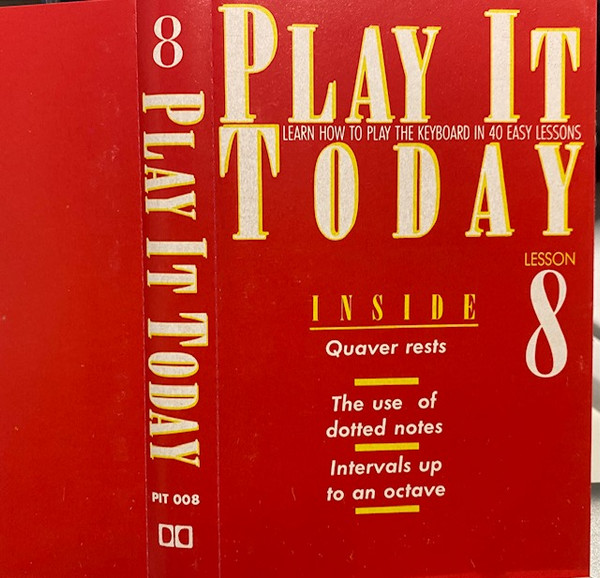 8
PLAY IT TODAY
PIT 008
PLAY IT
LEARN HOW TO PLAY THE KEYBOARD IN 40 EASY LESSONS
TODAY
LESSON
8
INSIDE
Quaver rests
The use of
dotted notes
Intervals up
to an octave